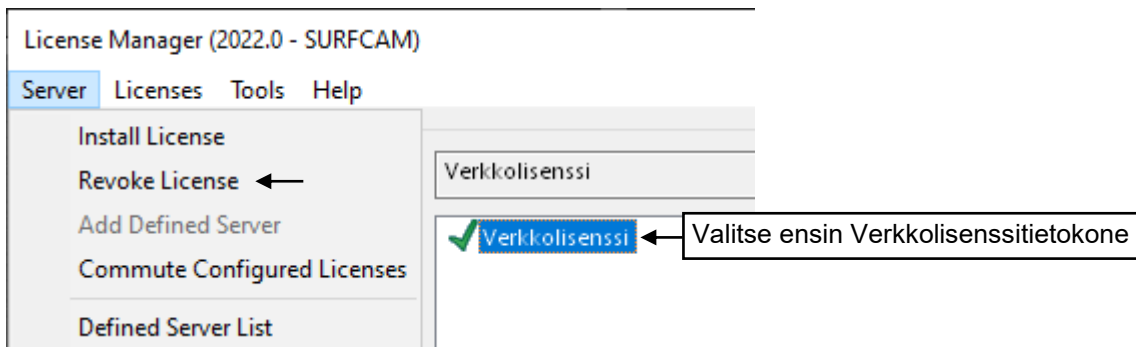 License Manager (2022.0 - SURFCAM)
Server Licenses Tools Help
Install License
Revoke License
Add Defined Server
Commute Configured Licenses
Defined Server List
Verkkolisenssi
Verkkolisenssi
Valitse ensin Verkkolisenssitietokone